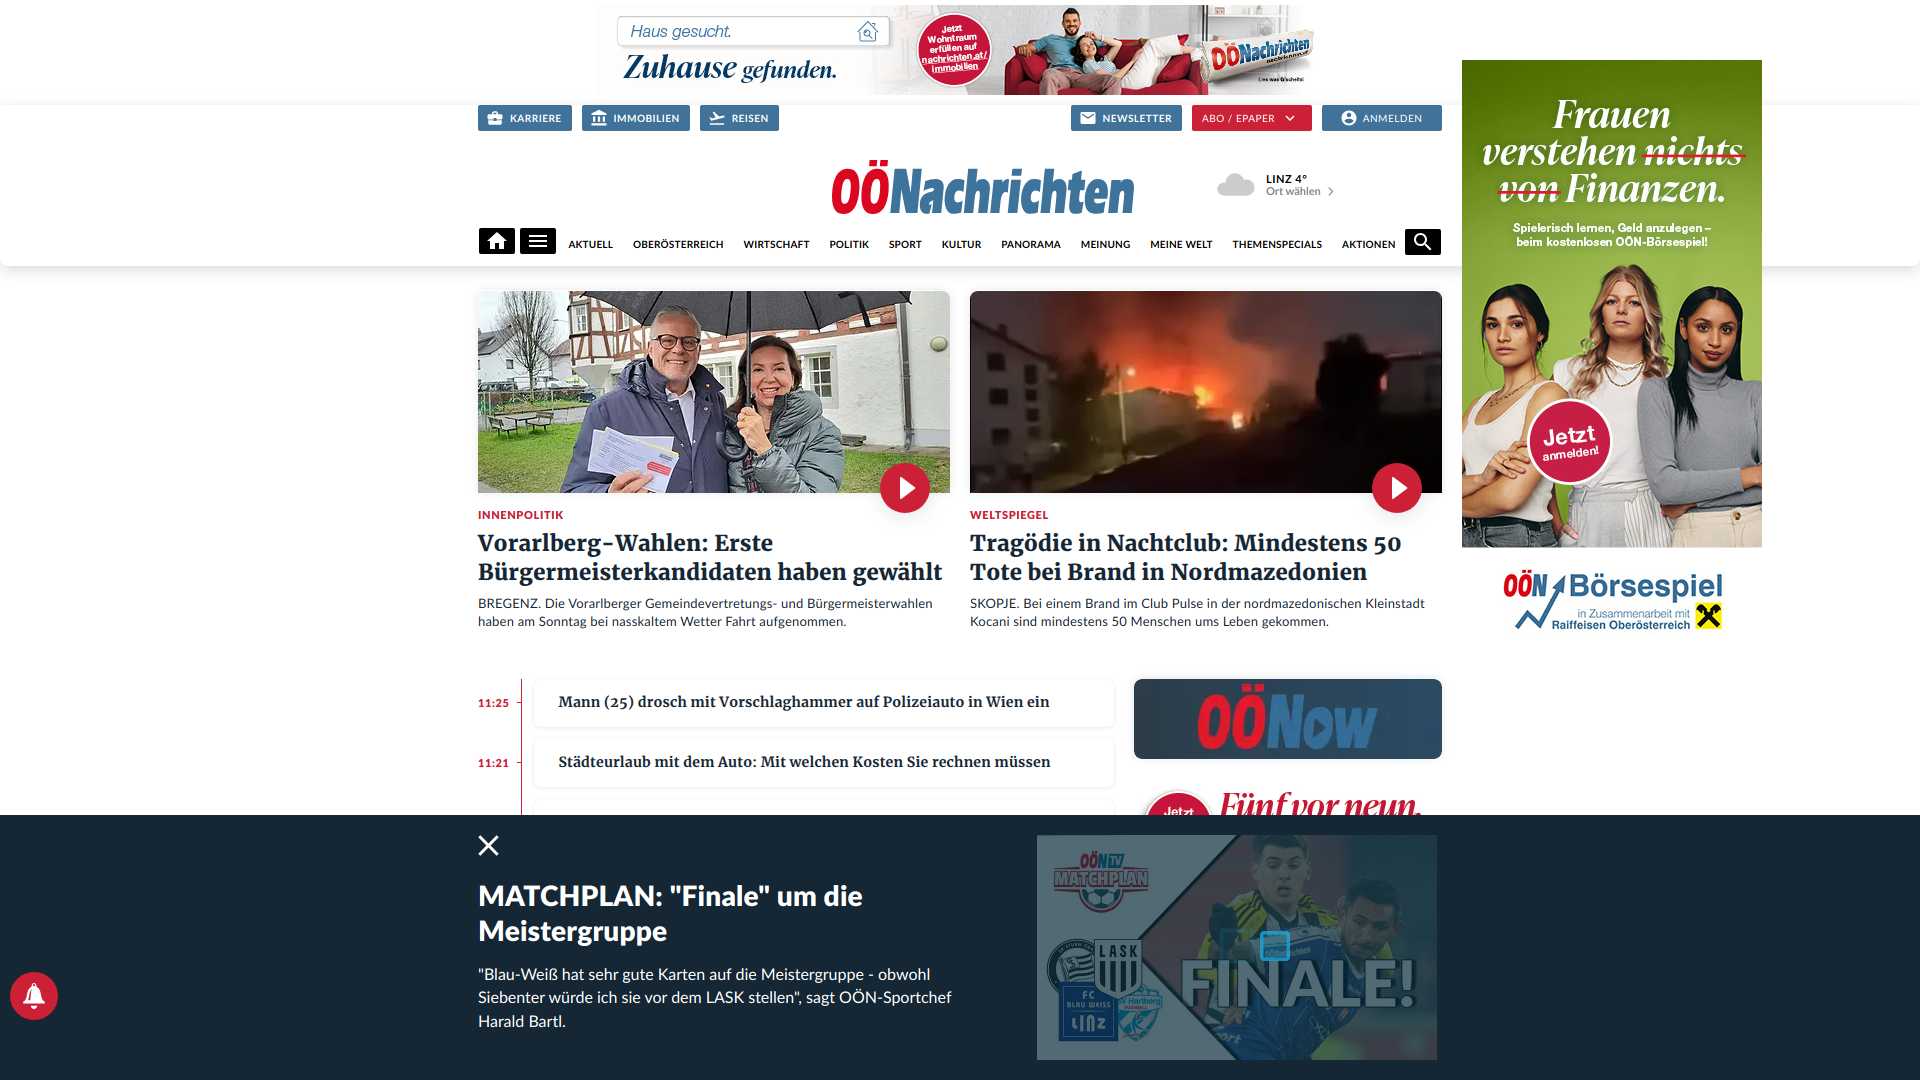 Haus gesucht.
Zuhause gefunden.
Jetzt
Wohntraum
erfüllen auf
nachrichten.at/
immobilien
OÖNachrichten
Lies was G'scheits!
KARRIERE
IMMOBILIEN
REISEN
NEWSLETTER
ABO / EPAPER
ANMELDEN
OÖNachrichten
LINZ 4°
Ort wählen
AKTUELL
OBERÖSTERREICH
WIRTSCHAFT
POLITIK
SPORT
KULTUR
PANORAMA
MEINUNG
MEINE WELT
THEMENSPECIALS
AKTIONEN
Frauen
verstehen nichts
von Finanzen.
Spielerisch lernen, Geld anzulegen –
beim kostenlosen OÖN-Börsespiel!
Jetzt
anmelden!
OÖN Börsespiel
in Zusammenarbeit mit
Raiffeisen Oberösterreich
INNENPOLITIK
Vorarlberg-Wahlen: Erste
Bürgermeisterkandidaten haben gewählt
BREGENZ. Die Vorarlberger Gemeindevertretungs- und Bürgermeisterwahlen
haben am Sonntag bei nasskaltem Wetter Fahrt aufgenommen.
WELTSPIEGEL
Tragödie in Nachtclub: Mindestens 50
Tote bei Brand in Nordmazedonien
SKOPJE. Bei einem Brand im Club Pulse in der nordmazedonischen Kleinstadt
Kocani sind mindestens 50 Menschen ums Leben gekommen.
11:25
Mann (25) drosch mit Vorschlaghammer auf Polizeiauto in Wien ein
11:21
Städteurlaub mit dem Auto: Mit welchen Kosten Sie rechnen müssen
OÖNow
Jetzt
Fünf vor neun.
MATCHPLAN: "Finale" um die
Meistergruppe
"Blau-Weiß hat sehr gute Karten auf die Meistergruppe - obwohl
Siebenter würde ich sie vor dem LASK stellen", sagt OÖN-Sportchef
Harald Bartl.
OÖN TV
MATCHPLAN
LASK
FC
BLAU WEISS
LINZ
Hartberg
FINALE!